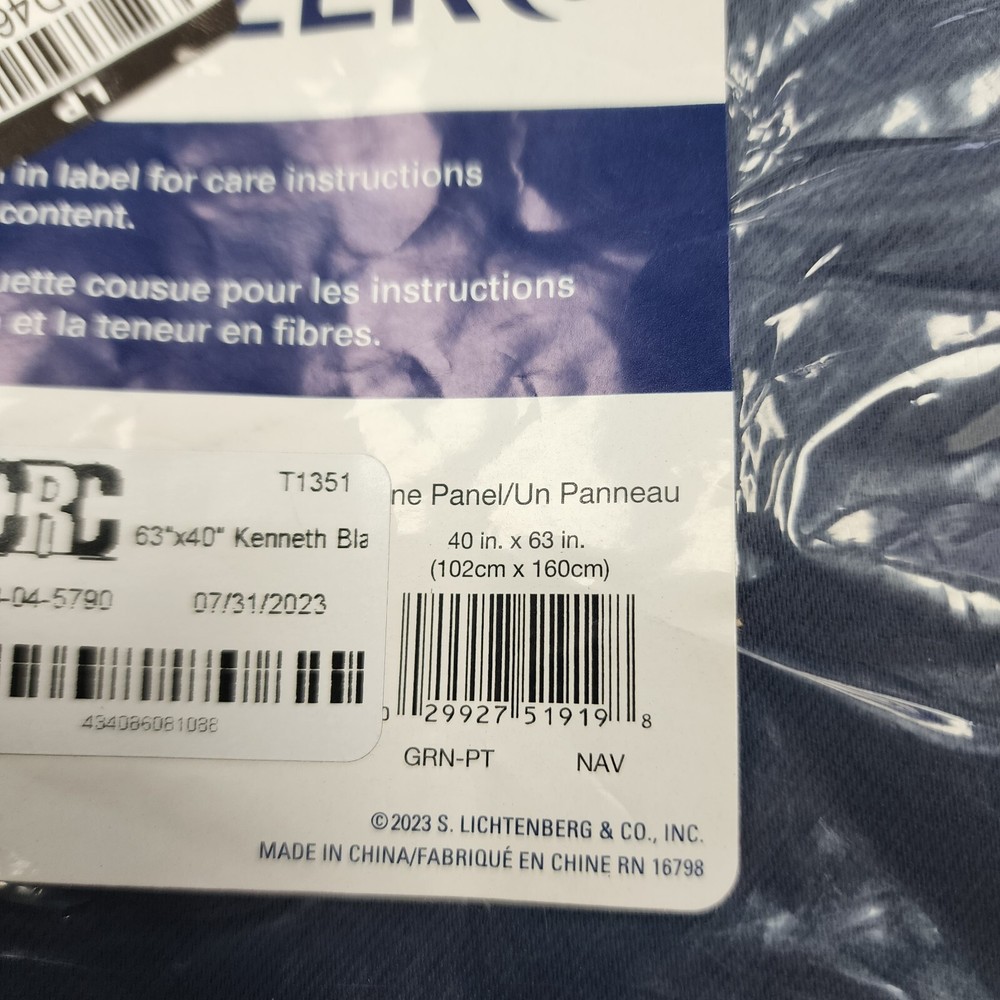 in label for care instructions
content.
uette cousue pour les instructions
et la teneur en fibres.
T1351
63"x40" Kenneth Bla
-04-5790 07/31/2023
434086081088
ne Panel/Un Panneau
40 in. x 63 in.
(102cm x 160cm)
29927 51919 8
GRN-PT NAV
©2023 S. LICHTENBERG & CO., INC.
MADE IN CHINA/FABRIQUÉ EN CHINE RN 16798
LP